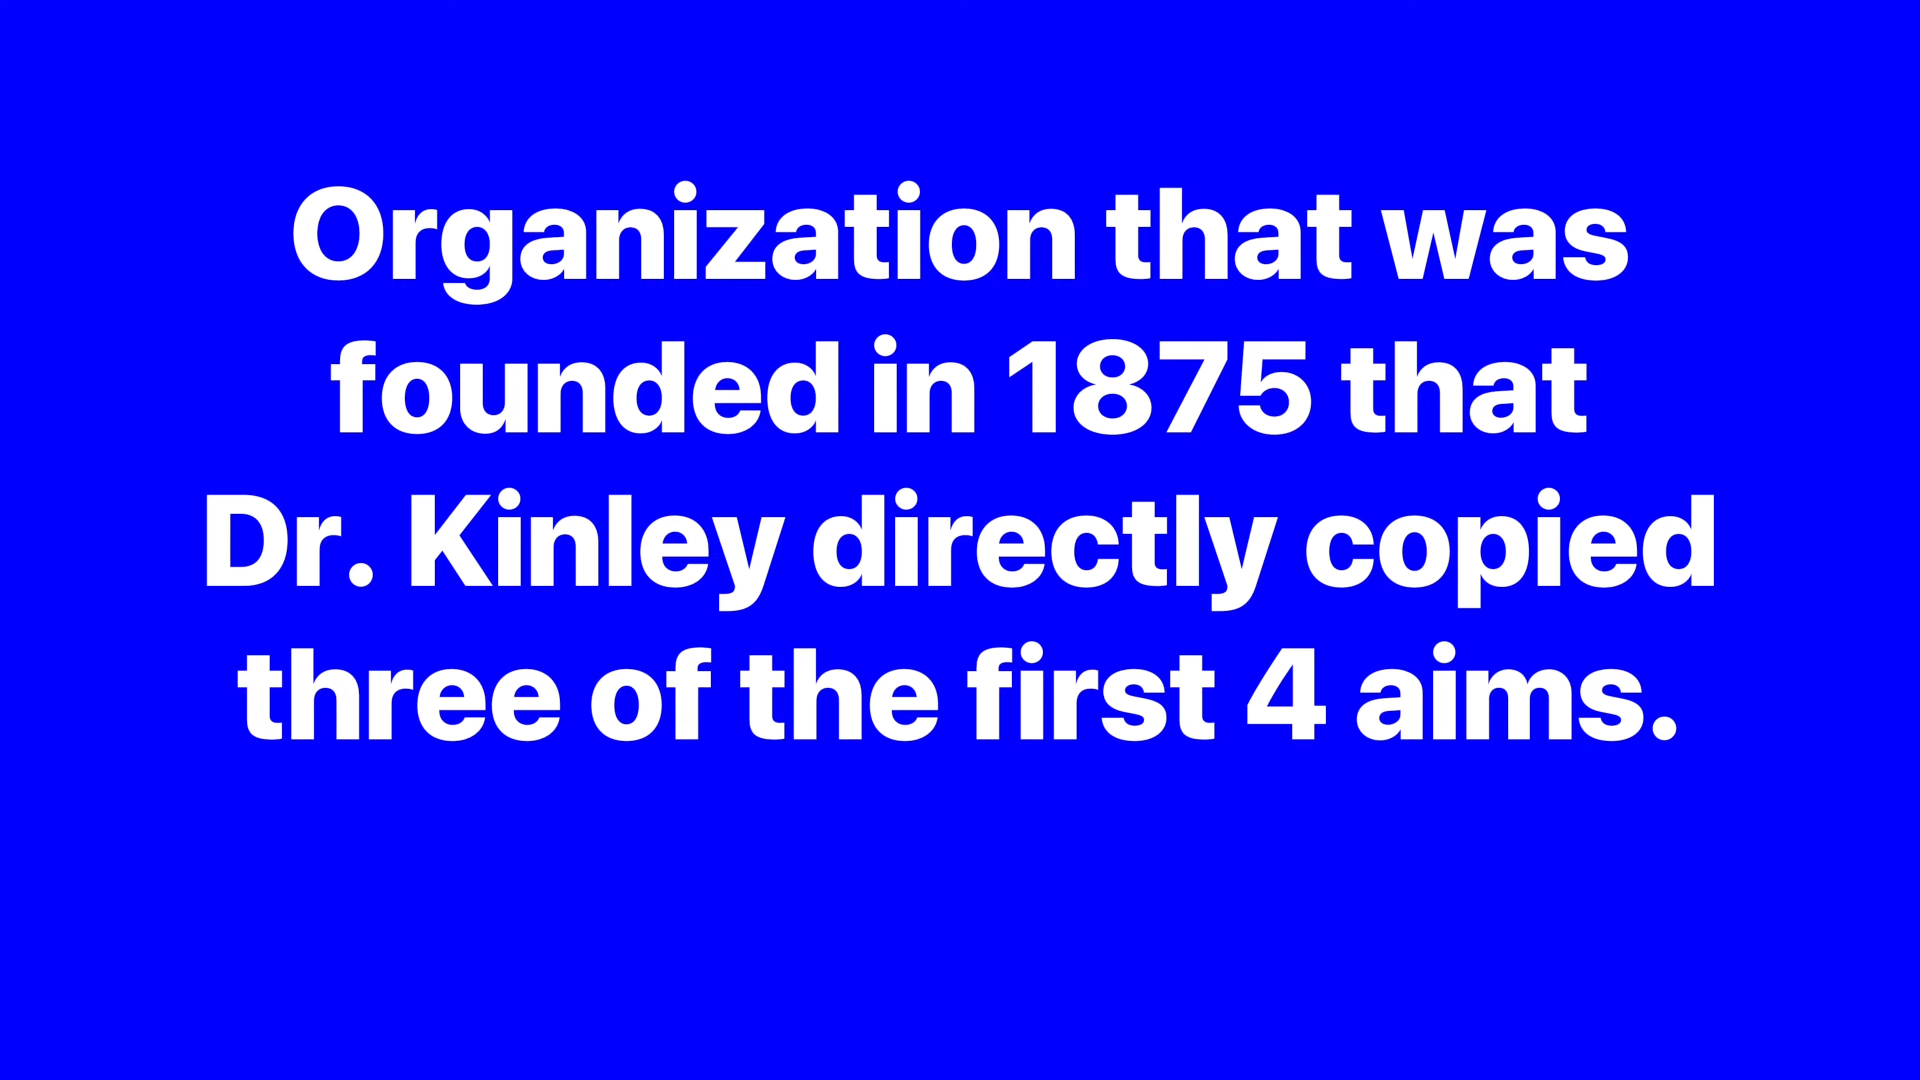 Organization that was
founded in 1875 that
Dr. Kinley directly copied
three of the first 4 aims.